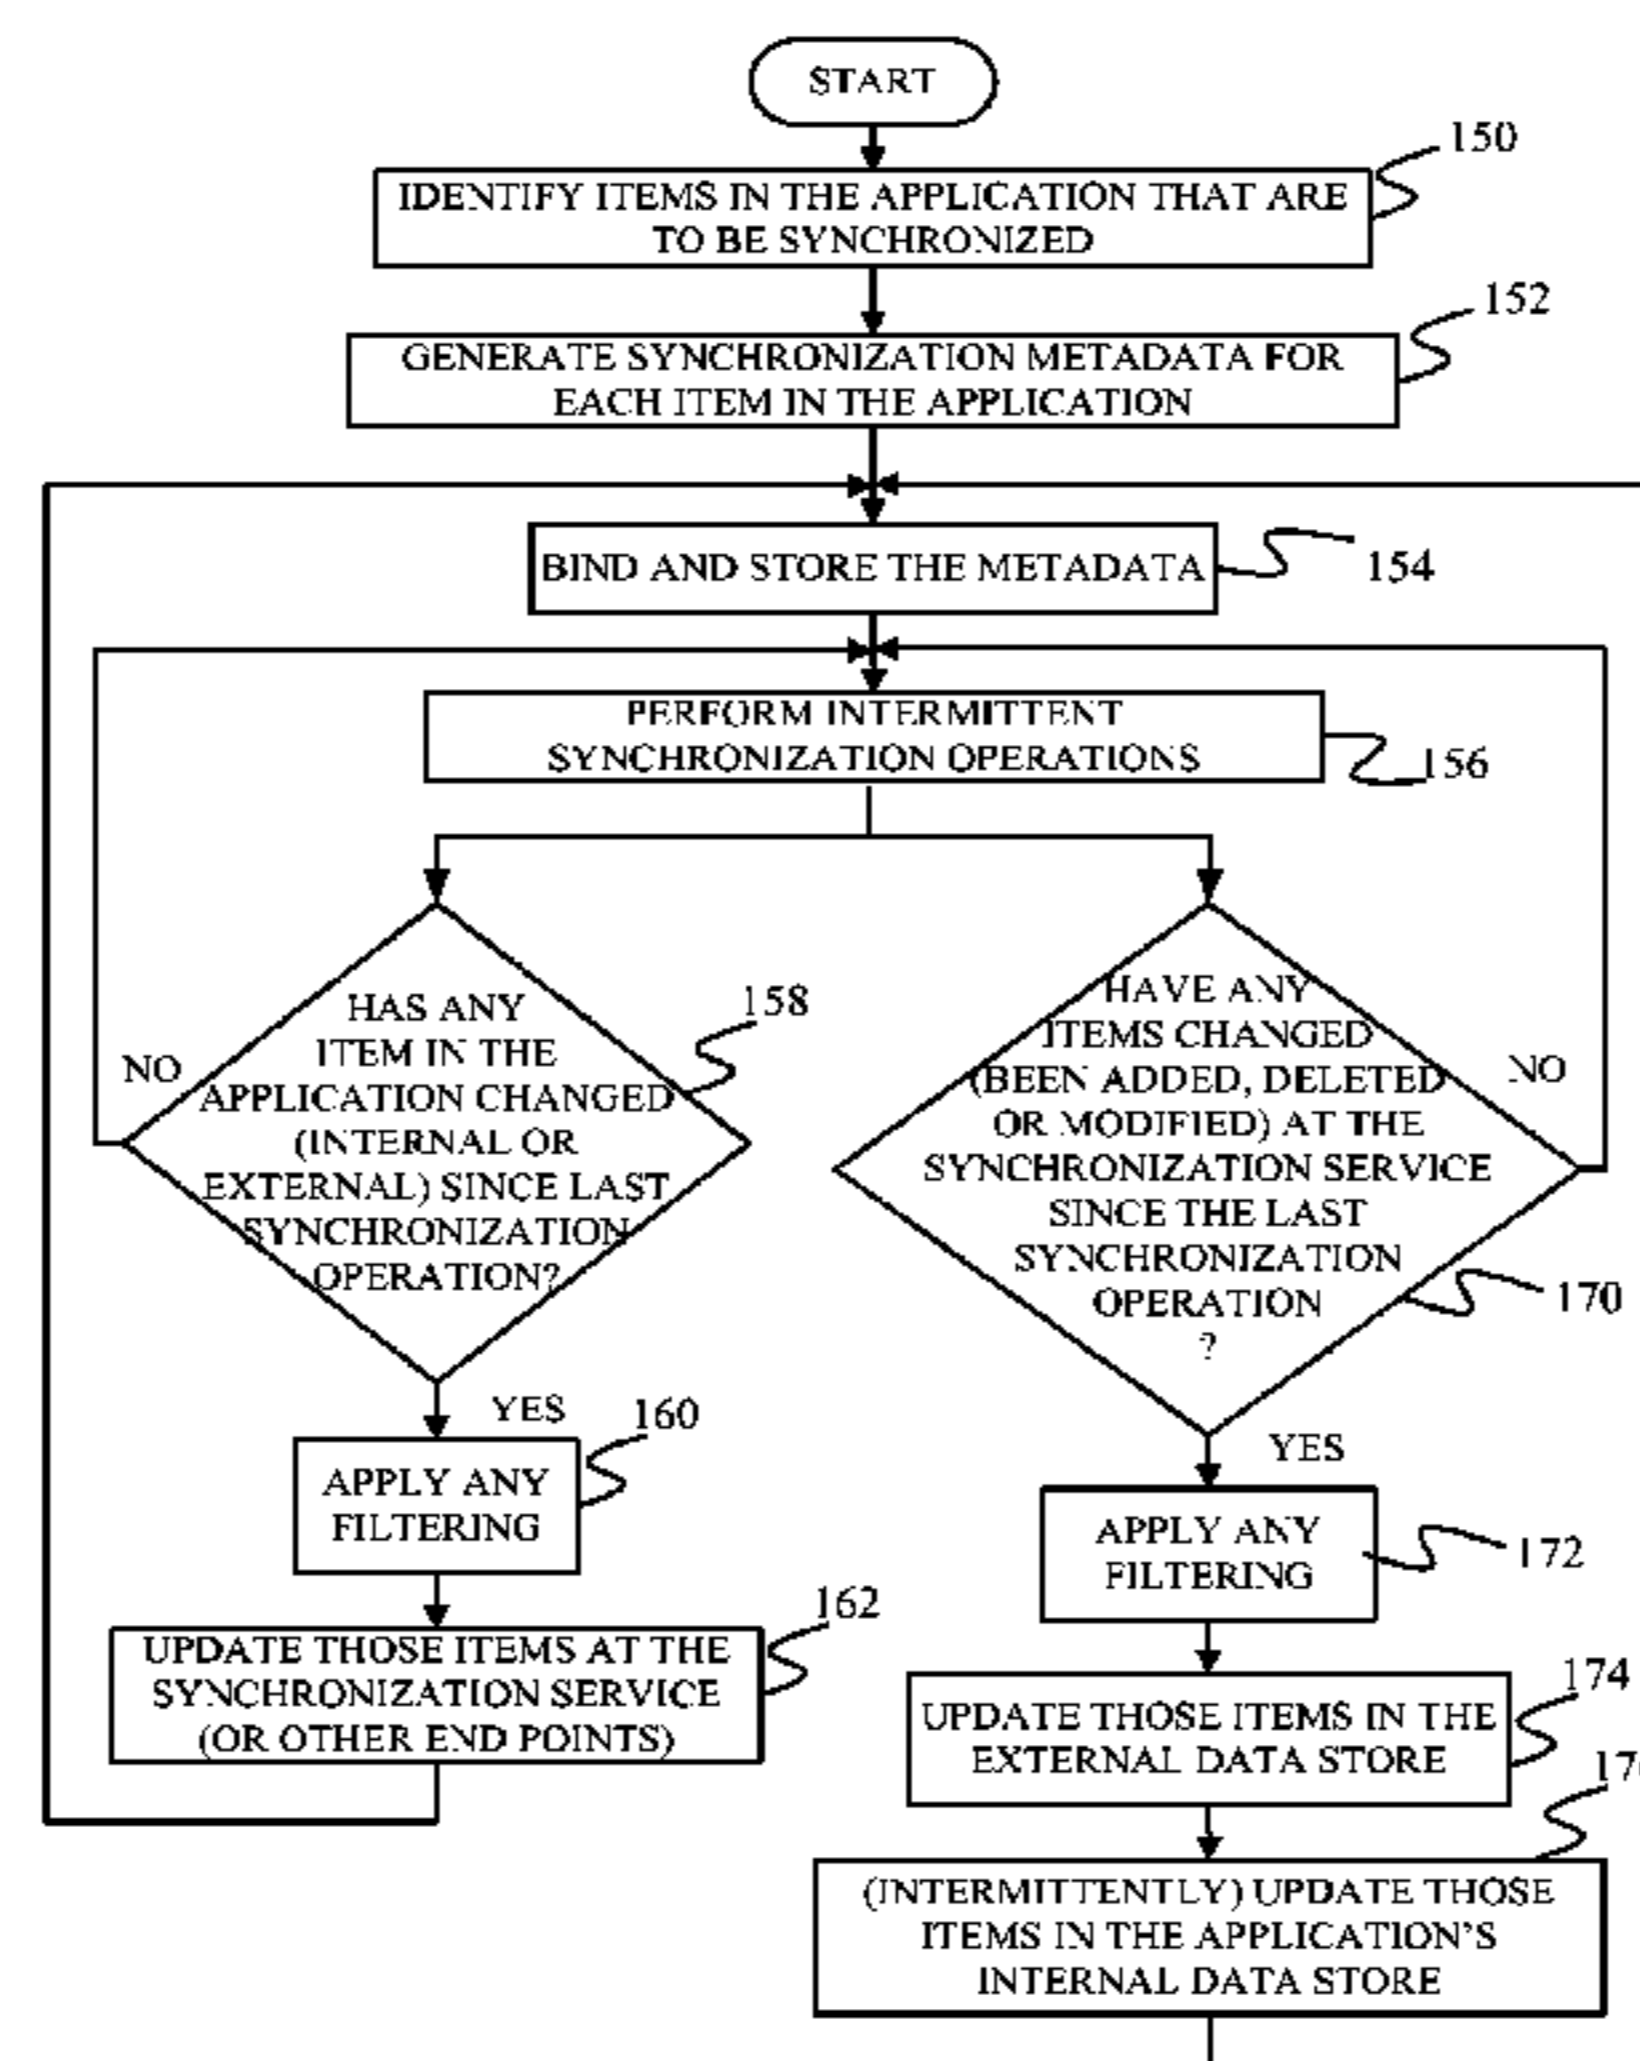 START
150
IDENTIFY ITEMS IN THE APPLICATION THAT ARE
TO BE SYNCHRONIZED
152
GENERATE SYNCHRONIZATION METADATA FOR
EACH ITEM IN THE APPLICATION
BIND AND STORE THE METADATA
154
PERFORM INTERMITTENT
SYNCHRONIZATION OPERATIONS
156
HAS ANY
ITEM IN THE
APPLICATION CHANGED
(INTERNAL OR
EXTERNAL) SINCE LAST
SYNCHRONIZATION
OPERATION?
158
NO
YES
160
APPLY ANY
FILTERING
162
UPDATE THOSE ITEMS AT THE
SYNCHRONIZATION SERVICE
(OR OTHER END POINTS)
HAVE ANY
ITEMS CHANGED
(BEEN ADDED, DELETED
OR MODIFIED) AT THE
SYNCHRONIZATION SERVICE
SINCE THE LAST
SYNCHRONIZATION
OPERATION
?
NO
170
YES
APPLY ANY
FILTERING
172
174
UPDATE THOSE ITEMS IN THE
EXTERNAL DATA STORE
(INTERMITTENTLY) UPDATE THOSE
ITEMS IN THE APPLICATION'S
INTERNAL DATA STORE